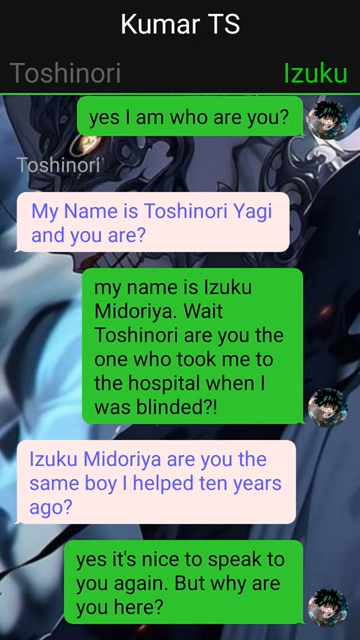 Kumar TS
Toshinori
Izuku
yes I am who are you?
Toshinori
My Name is Toshinori Yagi
and you are?
my name is Izuku
Midoriya. Wait
Toshinori are you the
one who took me to
the hospital when I
was blinded?!
Izuku Midoriya are you the
same boy I helped ten years
ago?
yes it's nice to speak to
you again. But why are
you here?